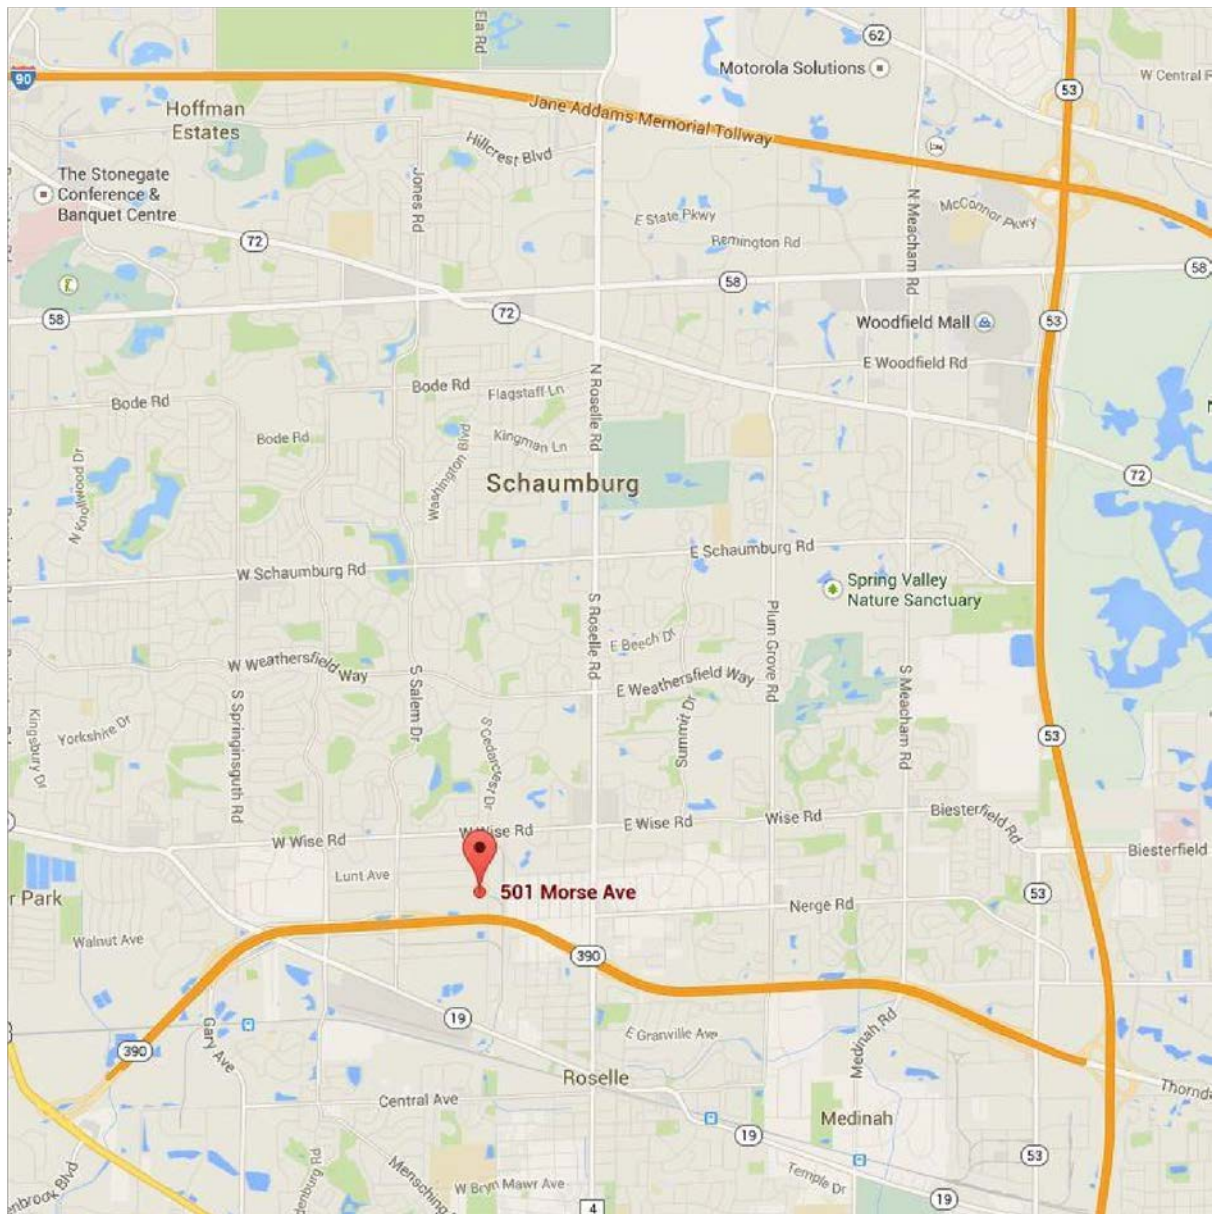 Ela Rd
62
Motorola Solutions
W Central R
90
53
Hoffman
Estates
Jane Addams Memorial Tollway
Hillcrest Blvd
The Stonegate
Conference &
Banquet Centre
Jones Rd
N Meacham Rd
McConnor Pkwy
E State Pkwy
Remington Rd
72
58
58
58
72
Woodfield Mall
53
E Woodfield Rd
N Roselle Rd
Bode Rd
Flagstaff Ln
Bode Rd
Bode Rd
Kingman Ln
Washington Blvd
N Knollwood Dr
Schaumburg
72
E Schaumburg Rd
W Schaumburg Rd
Spring Valley
Nature Sanctuary
S Roselle Rd
Plum Grove Rd
E Beech Dr
W Weathersfield Way
S Salem Dr
E Weathersfield Way
S Meacham Rd
S Springinsguth Rd
Kingsbury Dr
Yorkshire Dr
S Cedarcrest Dr
Summit Dr
53
W Wise Rd
W Wise Rd
E Wise Rd
Wise Rd
Biesterfield Rd
Biesterfield
Lunt Ave
501 Morse Ave
r Park
Nerge Rd
53
Walnut Ave
390
19
Gary Ave
E Granville Ave
Medinah Rd
390
Roselle
Thornda
Central Ave
Medinah
19
53
Mensching
W Bryn Mawr Ave
Temple Dr
enbrook Blvd
denburg Rd
4
19